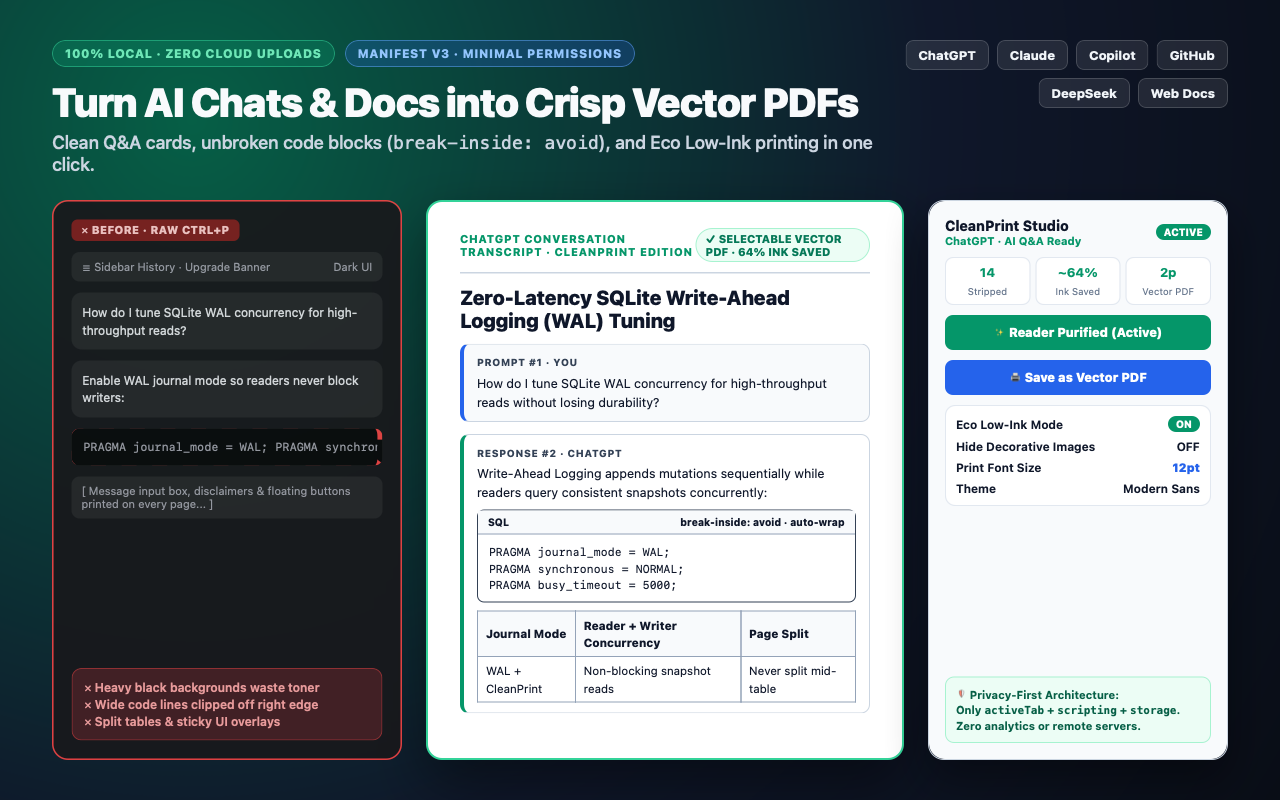 100% LOCAL · ZERO CLOUD UPLOADS
MANIFEST V3 · MINIMAL PERMISSIONS
ChatGPT
Claude
Copilot
GitHub
DeepSeek
Web Docs
Turn AI Chats & Docs into Crisp Vector PDFs
Clean Q&A cards, unbroken code blocks (break-inside: avoid), and Eco Low-Ink printing in one
click.
× BEFORE · RAW CTRL+P
≡ Sidebar History · Upgrade Banner
Dark UI
How do I tune SQLite WAL concurrency for high-
throughput reads?
Enable WAL journal mode so readers never block
writers:
PRAGMA journal_mode = WAL; PRAGMA synchron
[ Message input box, disclaimers & floating buttons
printed on every page... ]
× Heavy black backgrounds waste toner
× Wide code lines clipped off right edge
× Split tables & sticky UI overlays
CHATGPT CONVERSATION
TRANSCRIPT · CLEANPRINT EDITION
✓ SELECTABLE VECTOR
PDF · 64% INK SAVED
Zero-Latency SQLite Write-Ahead
Logging (WAL) Tuning
PROMPT #1 · YOU
How do I tune SQLite WAL concurrency for high-throughput
reads without losing durability?
RESPONSE #2 · CHATGPT
Write-Ahead Logging appends mutations sequentially while
readers query consistent snapshots concurrently:
SQL
break-inside: avoid · auto-wrap
PRAGMA journal_mode = WAL;
PRAGMA synchronous = NORMAL;
PRAGMA busy_timeout = 5000;
Journal Mode
Reader + Writer
Concurrency
Page Split
WAL +
CleanPrint
Non-blocking snapshot
reads
Never split mid-
table
CleanPrint Studio
ChatGPT · AI Q&A Ready
ACTIVE
14
Stripped
~64%
Ink Saved
2p
Vector PDF
✨ Reader Purified (Active)
🖨 Save as Vector PDF
Eco Low-Ink Mode
ON
Hide Decorative Images
OFF
Print Font Size
12pt
Theme
Modern Sans
Privacy-First Architecture:
Only activeTab + scripting + storage.
Zero analytics or remote servers.